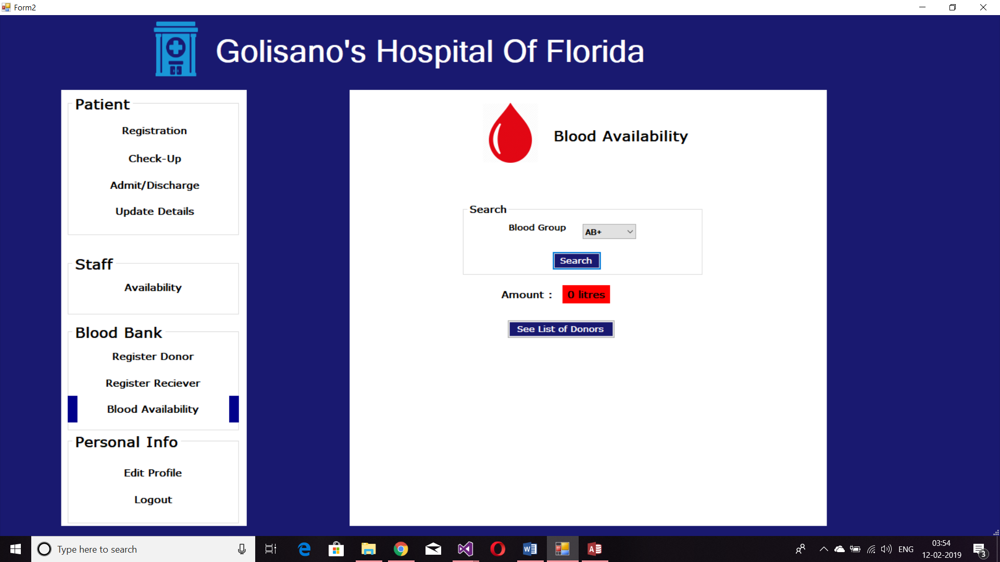 Form2
Golisano's Hospital Of Florida
Patient
Registration
Check-Up
Admit/Discharge
Update Details
Staff
Availability
Blood Bank
Register Donor
Register Reciever
Blood Availability
Personal Info
Edit Profile
Logout
Blood Availability
Search
Blood Group AB+
Search
Amount : 0 litres
See List of Donors
Type here to search
ENG
03:54
12-02-2019
3